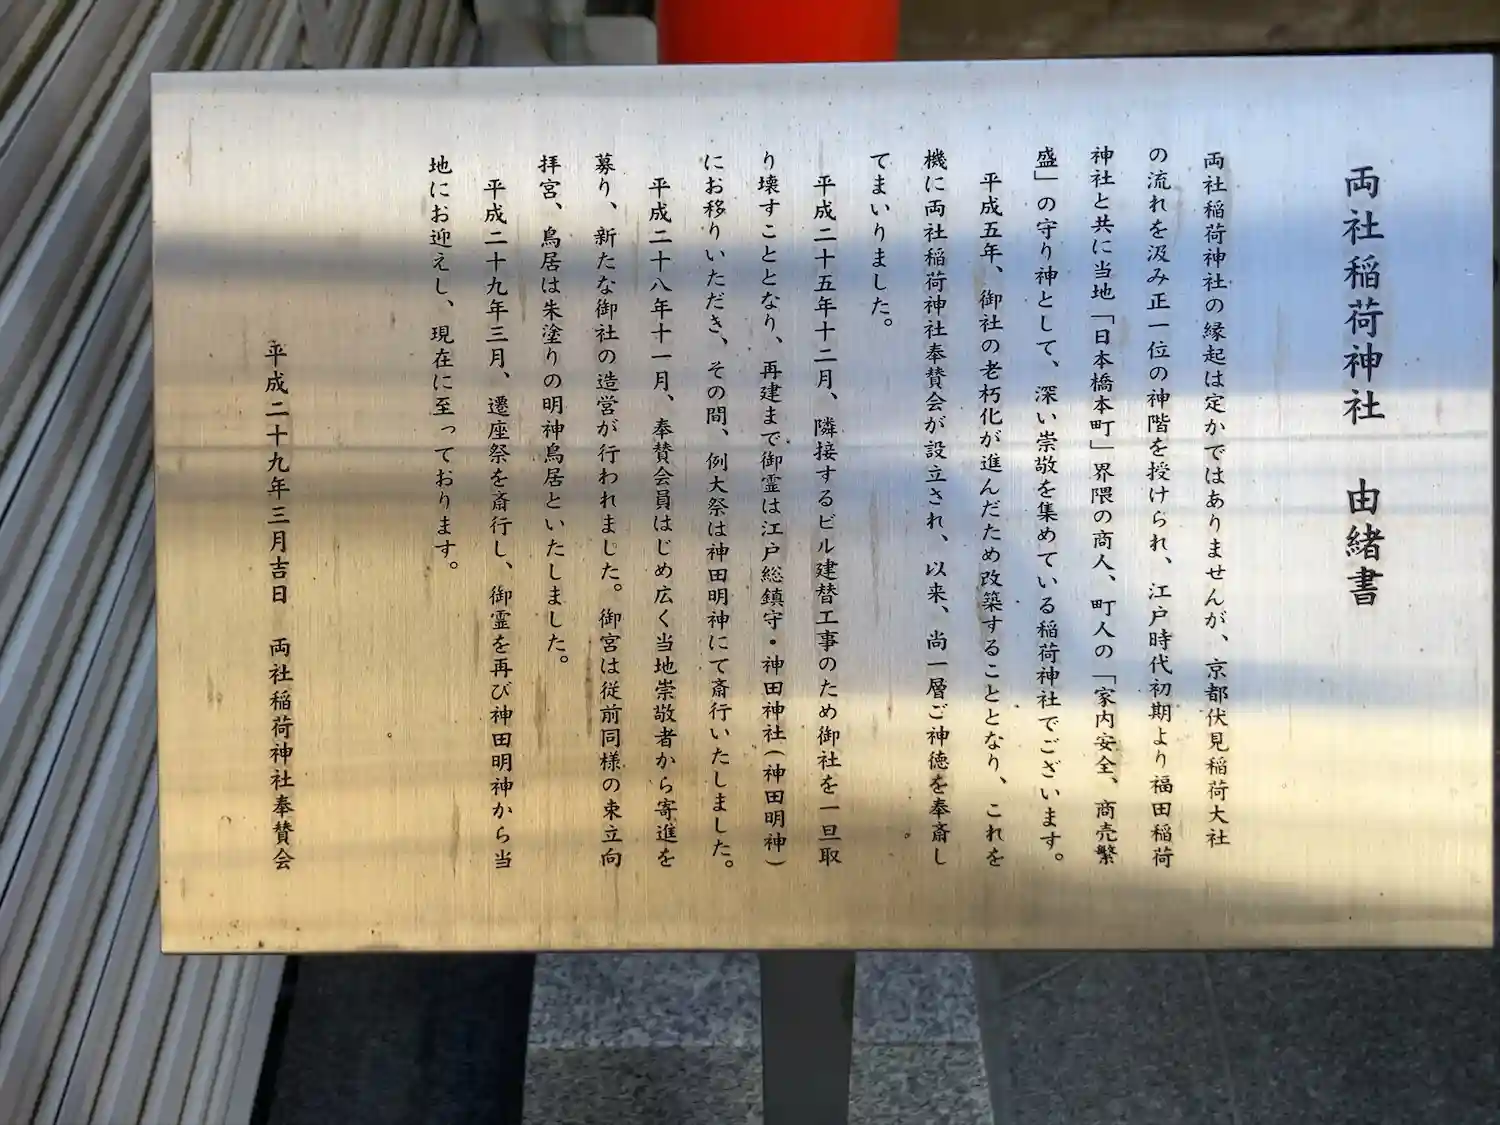 両社稲荷神社　由緒書
両社稲荷神社の縁起は定かではありませんが、京都伏見稲荷大社
の流れを汲み正一位の神階を授けられ、江戸時代初期より福田稲荷
神社と共に当地「日本橋本町」界隈の商人、町人の「家内安全、商売繁
盛」の守り神として、深い崇敬を集めている稲荷神社でございます。
平成五年、御社の老朽化が進んだため改築することとなり、これを
機に両社稲荷神社奉賛会が設立され、以来、尚一層ご神徳を奉斎し
てまいりました。
平成二十五年十二月、隣接するビル建替工事のため御社を一旦取
り壊すこととなり、再建まで御霊は江戸総鎮守・神田神社（神田明神）
にお移りいただき、その間、例大祭は神田明神にて斎行いたしました。
平成二十八年十一月、奉賛会員はじめ広く当地崇敬者から寄進を
募り、新たな御社の造営が行われました。御宮は従前同様の東立向
拝宮、鳥居は朱塗りの明神鳥居といたしました。
平成二十九年三月、遷座祭を斎行し、御霊を再び神田明神から当
地にお迎えし、現在に至っております。
平成二十九年三月吉日　両社稲荷神社奉賛会